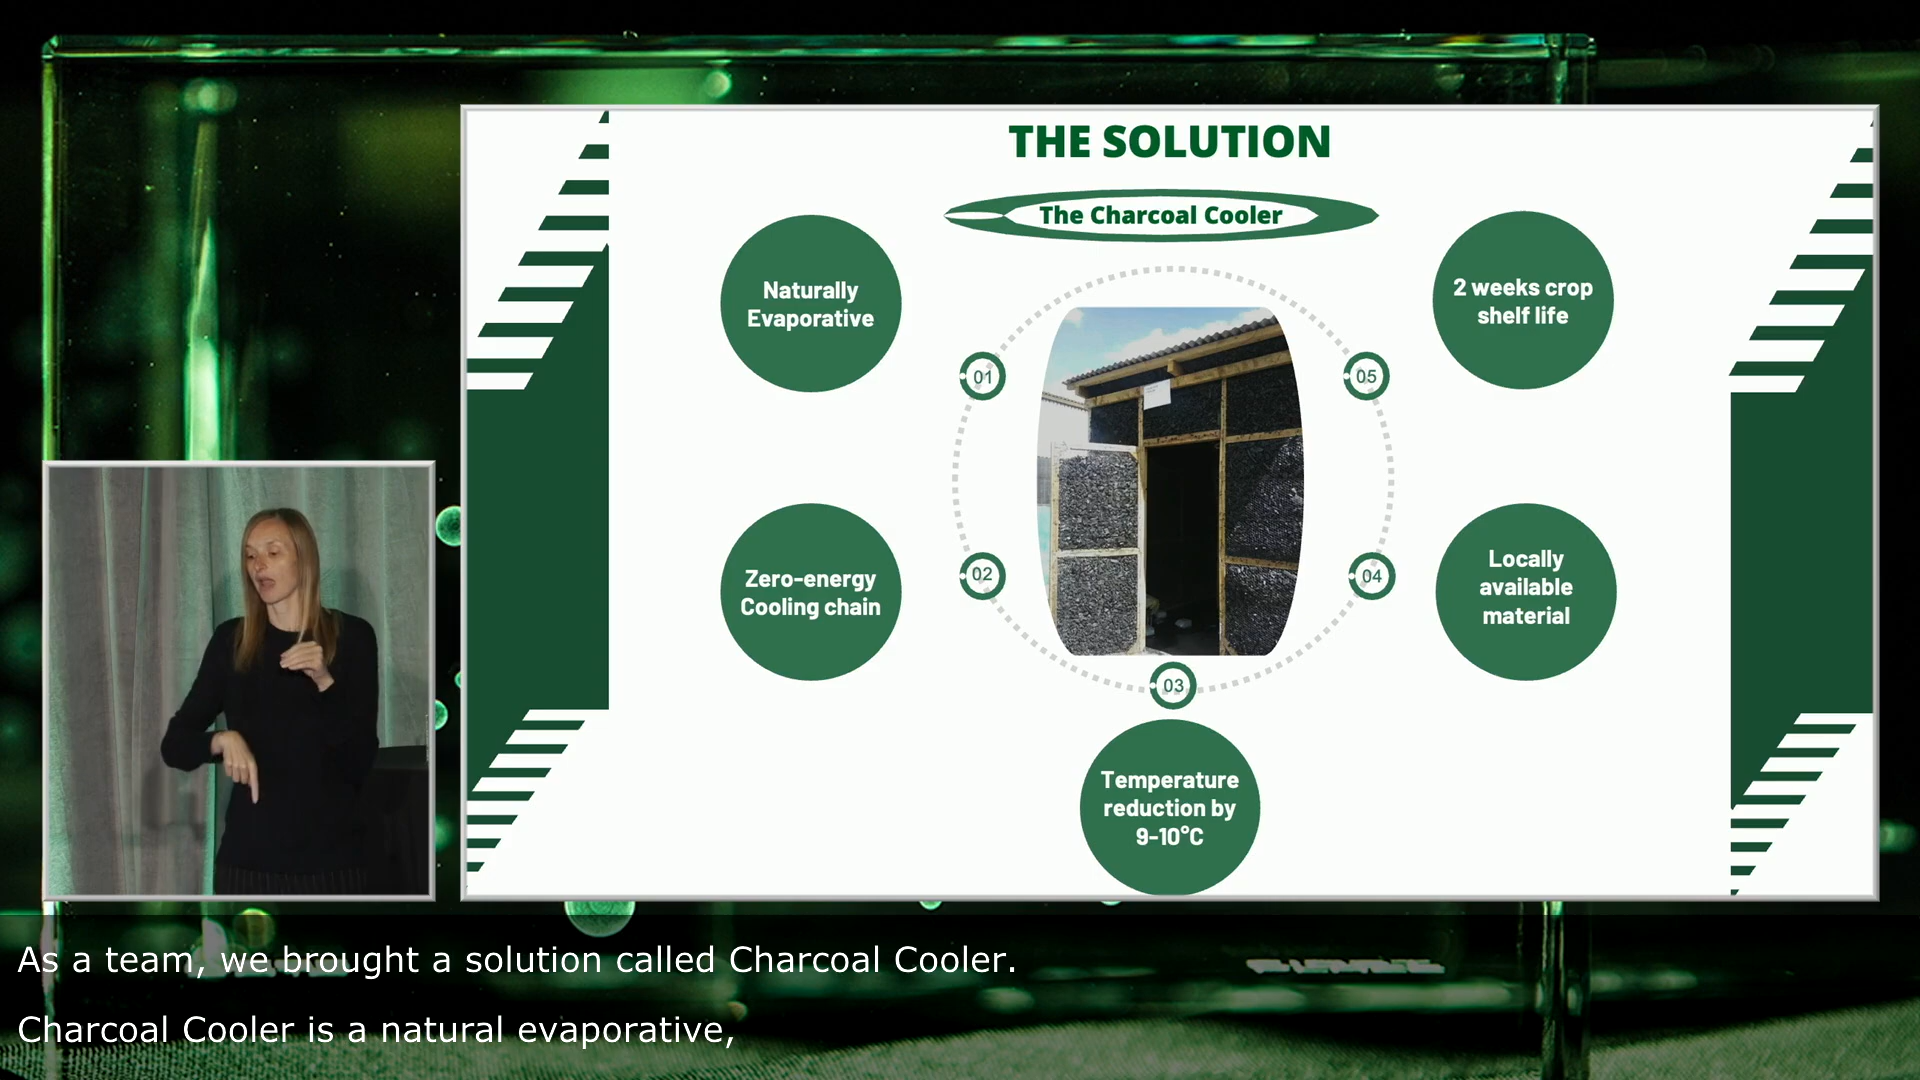 THE SOLUTION
The Charcoal Cooler
Naturally
Evaporative
01
Zero-energy
Cooling chain
02
Temperature
reduction by
9-10°C
03
Locally
available
material
04
2 weeks crop
shelf life
05
As a team, we brought a solution called Charcoal Cooler.
Charcoal Cooler is a natural evaporative,